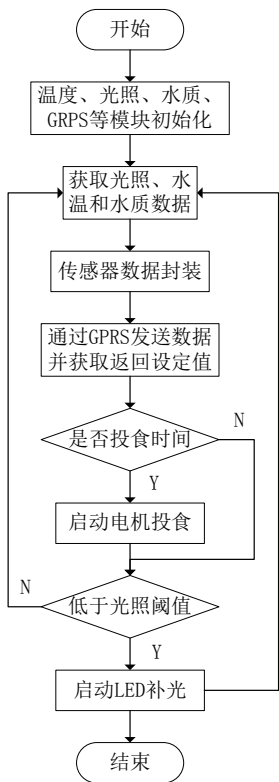 开始
温度、光照、水质、
GRPS等模块初始化
获取光照、水
温和水质数据
传感器数据封装
通过GPRS发送数据
并获取返回设定值
是否投食时间
N
Y
启动电机投食
N
低于光照阈值
Y
启动LED补光
结束